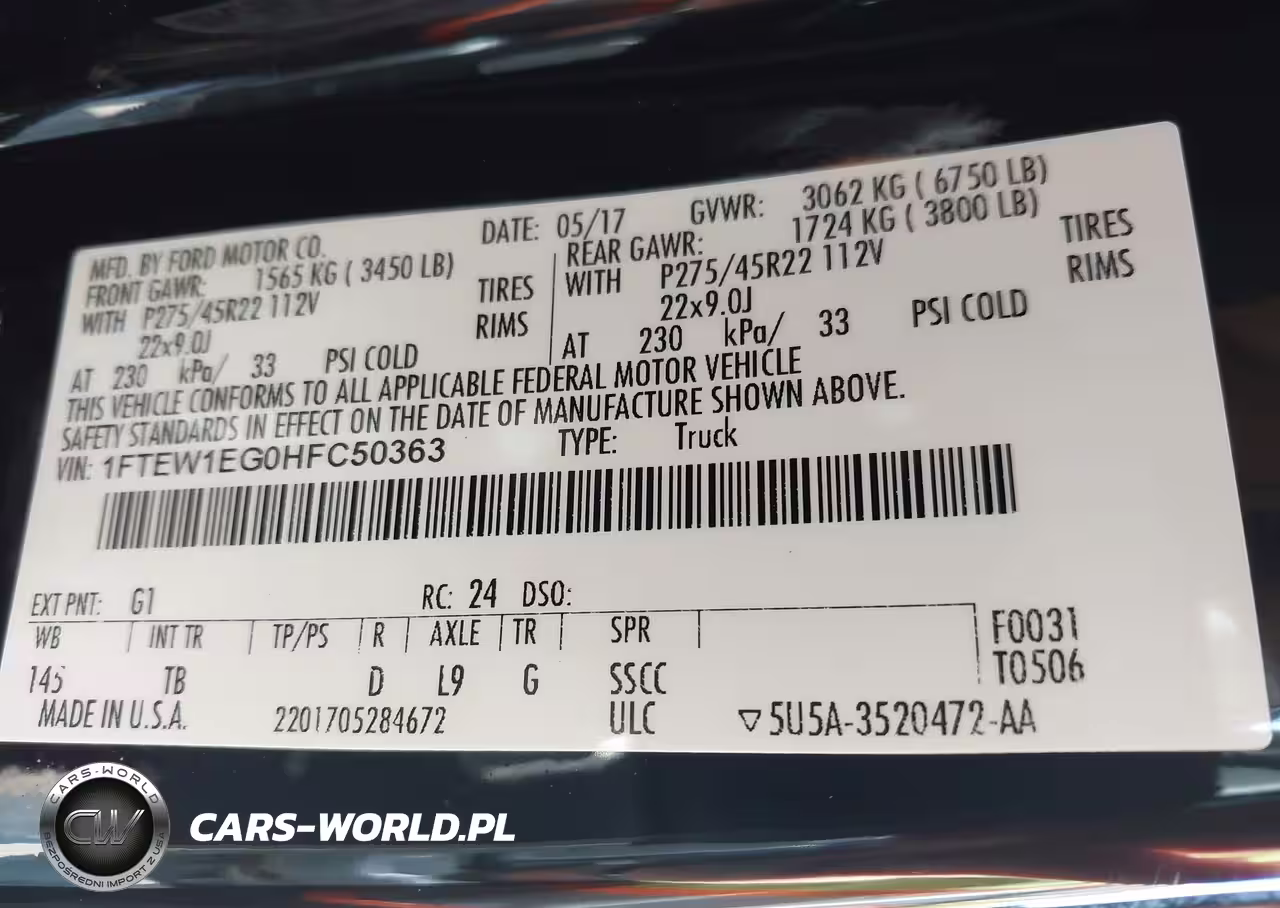 MFD. BY FORD MOTOR CO. DATE: 05/17 GVWR: 3062 KG ( 6750 LB)
FRONT GAWR: 1565 KG ( 3450 LB) REAR GAWR: 1724 KG ( 3800 LB)
WITH P275/45R22 112V TIRES WITH P275/45R22 112V TIRES
22x9.0J RIMS 22x9.0J RIMS
AT 230 kPa/ 33 PSI COLD AT 230 kPa/ 33 PSI COLD
THIS VEHICLE CONFORMS TO ALL APPLICABLE FEDERAL MOTOR VEHICLE
SAFETY STANDARDS IN EFFECT ON THE DATE OF MANUFACTURE SHOWN ABOVE.
VIN: 1FTEW1EG0HFC50363 TYPE: Truck
EXT PNT: G1 RC: 24 DSO:
WB INT TR TP/PS R AXLE TR SPR F0031
145 TB D L9 G SSCC T0506
MADE IN U.S.A. 2201705284672 ULC ▽5U5A-3520472-AA
CARS-WORLD
CW
BEZPOŚREDNI IMPORT Z USA
CARS-WORLD.PL